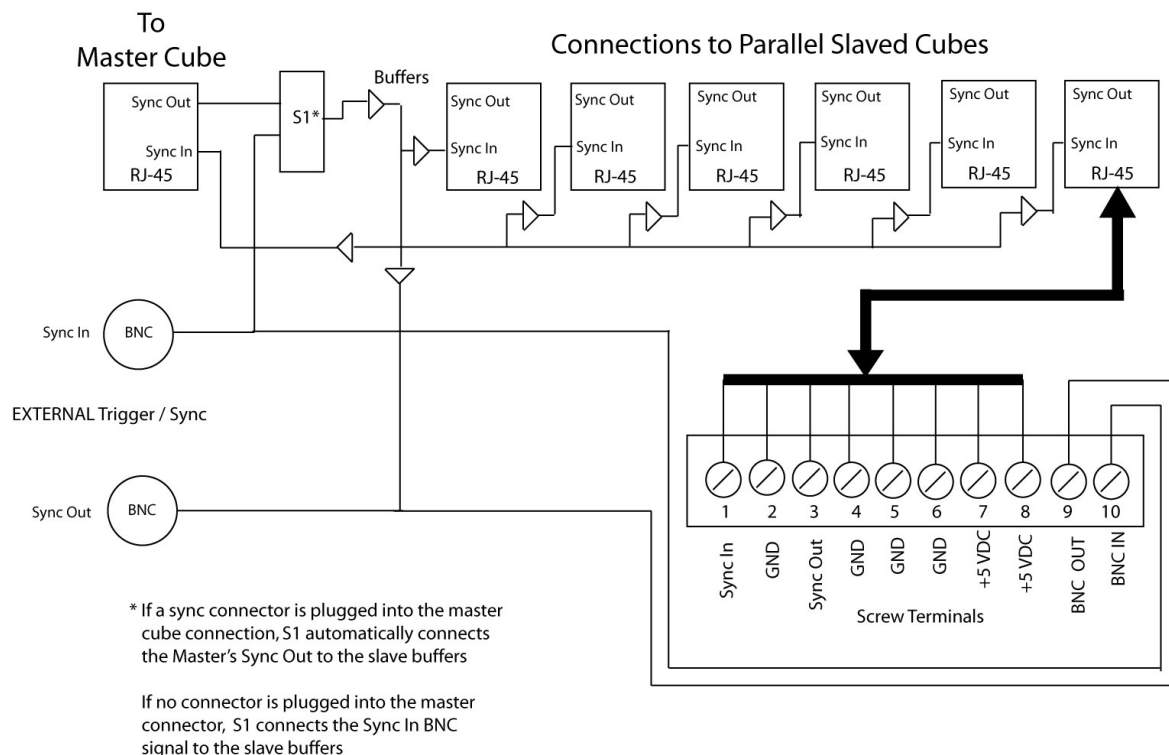 To
Master Cube
Connections to Parallel Slaved Cubes
Buffers
Sync Out
Sync In
RJ-45
S1*
Sync Out
Sync In
RJ-45
Sync Out
Sync In
RJ-45
Sync Out
Sync In
RJ-45
Sync Out
Sync In
RJ-45
Sync Out
Sync In
RJ-45
Sync Out
Sync In
RJ-45
Sync In
BNC
EXTERNAL Trigger / Sync
Sync Out
BNC
1 2 3 4 5 6 7 8 9 10
Sync In
GND
Sync Out
GND
GND
GND
+5 VDC
+5 VDC
BNC OUT
BNC IN
Screw Terminals
* If a sync connector is plugged into the master
cube connection, S1 automatically connects
the Master's Sync Out to the slave buffers
If no connector is plugged into the master
connector, S1 connects the Sync In BNC
signal to the slave buffers